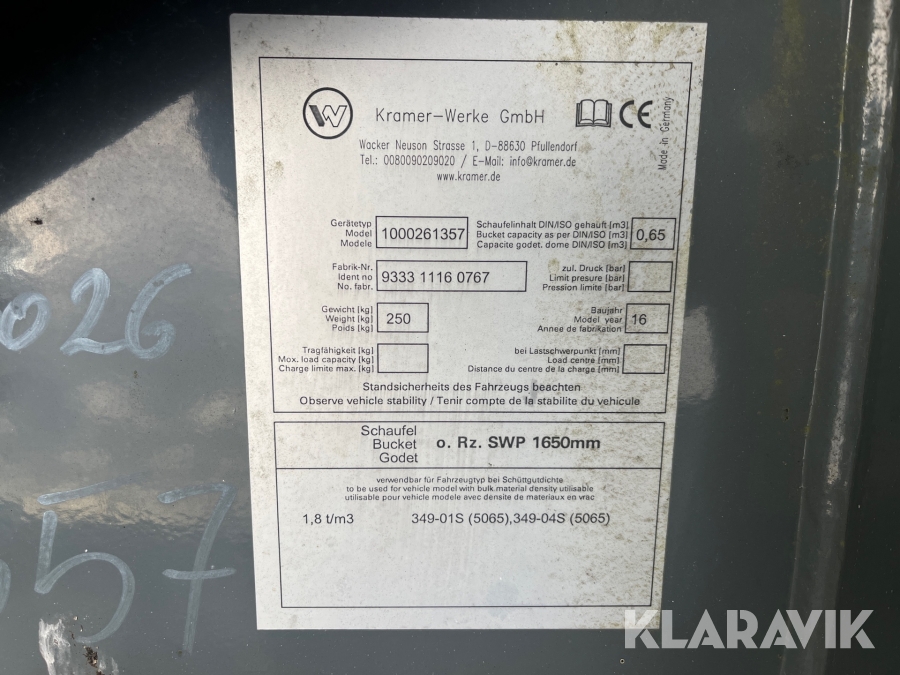 Kramer-Werke GmbH
CE
Made in Germany
Wacker Neuson Strasse 1, D-88630 Pfullendorf
Tel.: 0080090209020 / E-Mail: info@kramer.de
www.kramer.de
Gerätetyp
Model
Modele
1000261357
Schaufelinhalt DIN/ISO gehäuft [m3]
Bucket capacity as per DIN/ISO [m3]
Capacite godet. dome DIN/ISO [m3]
0,65
Fabrik-Nr.
Ident no
No. fabr.
9333 1116 0767
zul. Druck [bar]
Limit presure [bar]
Pression limite [bar]
Gewicht [kg]
Weight [kg]
Poids [kg]
250
Baujahr
Model year
Annee de fabrikation
16
Tragfähigkeit [kg]
Max. load capacity [kg]
Charge limite max. [kg]
bei Lastschwerpunkt [mm]
Load centre [mm]
Distance du centre de la charge [mm]
Standsicherheits des Fahrzeugs beachten
Observe vehicle stability / Tenir compte de la stabilite du vehicule
Schaufel
Bucket
Godet
o. Rz. SWP 1650mm
verwendbar für Fahrzeugtyp bei Schüttgutdichte
to be used for vehicle model with bulk material density utilisable
utilisable pour vehicle modele avec densite de materiaux en vrac
1,8 t/m3
349-01S (5065),349-04S (5065)
026
57
KLARAVIK